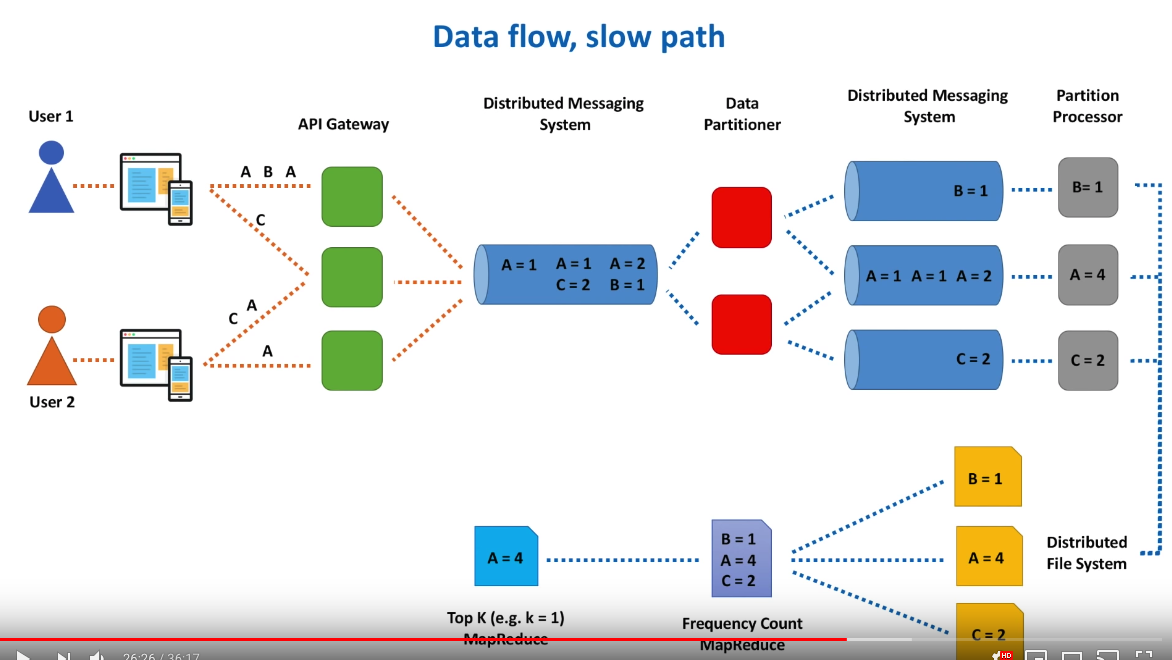 Data flow, slow path
User 1
API Gateway
Distributed Messaging
System
Data
Partitioner
Distributed Messaging
System
Partition
Processor
A B A
C
A
C
A
User 2
A = 1 A = 1 A = 2
C = 2 B = 1
B = 1
A = 1 A = 1 A = 2
C = 2
B= 1
A = 4
C = 2
B = 1
A = 4
C = 2
Distributed
File System
B = 1
A = 4
C = 2
Frequency Count
MapReduce
A = 4
Top K (e.g. k = 1)
MapReduce
26:26 / 36:17
HD